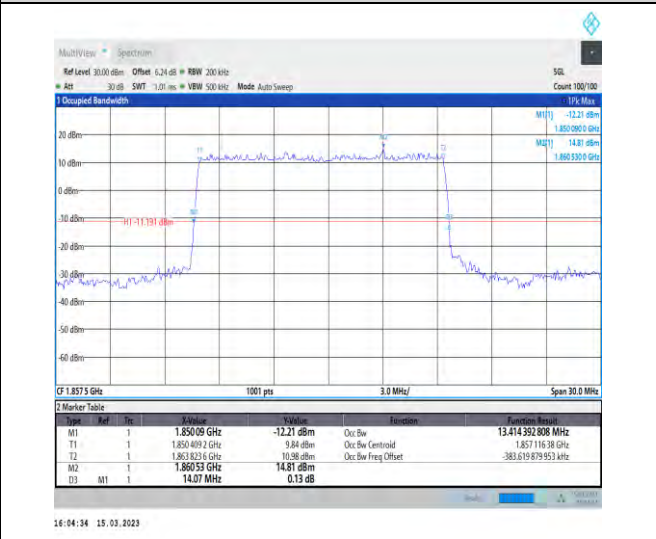 MultiView Spectrum
Ref Level 30.00 dBm Offset 6.24 dB RBW 200 kHz SGL
Att 30 dB SWT 1.01 ms VBW 500 kHz Mode Auto Sweep Count 100/100
1 Occupied Bandwidth 1Pk Max
M1[1] -12.21 dBm
1.850 090 0 GHz
20 dBm M2[1] 14.81 dBm
1.860 530 0 GHz
T1 M2 T2
10 dBm
0 dBm
M1 D3
-10 dBm H1 -11.191 dBm
-20 dBm
-30 dBm
-40 dBm
-50 dBm
-60 dBm
CF 1.857 5 GHz 1001 pts 3.0 MHz/ Span 30.0 MHz
2 Marker Table
Type Ref Trc X-Value Y-Value Function Function Result
M1 1 1.850 09 GHz -12.21 dBm Occ Bw 13.414 392 808 MHz
T1 1 1.850 409 2 GHz 9.84 dBm Occ Bw Centroid 1.857 116 38 GHz
T2 1 1.863 823 6 GHz 10.98 dBm Occ Bw Freq Offset -383.619 879 953 kHz
M2 1 1.860 53 GHz 14.81 dBm
D3 M1 1 14.07 MHz 0.13 dB
16:04:34 15.03.2023